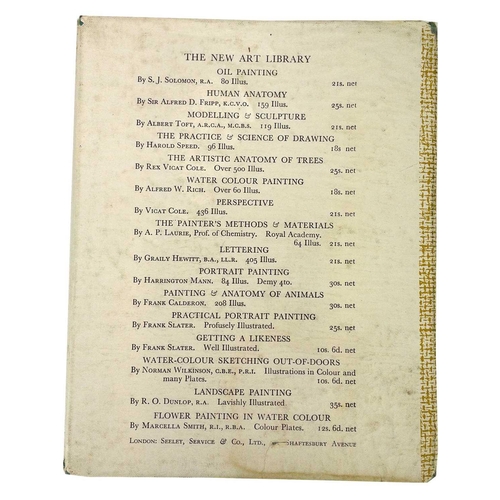 THE NEW ART LIBRARY
OIL PAINTING
By S. J. Solomon, R.A. 80 Illus. 21s. net
HUMAN ANATOMY
By Sir Alfred D. Fripp, K.C.V.O. 159 Illus. 25s. net
MODELLING & SCULPTURE
By Albert Toft, A.R.C.A., M.C.B.S. 119 Illus. 21s. net
THE PRACTICE & SCIENCE OF DRAWING
By Harold Speed. 96 Illus. 18s net
THE ARTISTIC ANATOMY OF TREES
By Rex Vicat Cole. Over 500 Illus. 25s. net
WATER COLOUR PAINTING
By Alfred W. Rich. Over 60 Illus. 18s. net
PERSPECTIVE
By Vicat Cole. 436 Illus. 21s. net
THE PAINTER'S METHODS & MATERIALS
By A. P. Laurie, Prof. of Chemistry. Royal Academy.
64 Illus. 21s. net
LETTERING
By Graily Hewitt, B.A., LL.R. 405 Illus. 21s. net
PORTRAIT PAINTING
By Harrington Mann. 84 Illus. Demy 4to. 30s. net
PAINTING & ANATOMY OF ANIMALS
By Frank Calderon. 208 Illus. 30s. net
PRACTICAL PORTRAIT PAINTING
By Frank Slater. Profusely Illustrated. 25s. net
GETTING A LIKENESS
By Frank Slater. Well Illustrated. 10s. 6d. net
WATER-COLOUR SKETCHING OUT-OF-DOORS
By Norman Wilkinson, C.B.E., P.R.I. Illustrations in Colour and
many Plates. 10s. 6d. net
LANDSCAPE PAINTING
By R. O. Dunlop, R.A. Lavishly Illustrated. 35s. net
FLOWER PAINTING IN WATER COLOUR
By Marcella Smith, R.I., R.B.A. Colour Plates. 12s. 6d. net
London: Seeley, Service & Co., Ltd., Shaftesbury Avenue